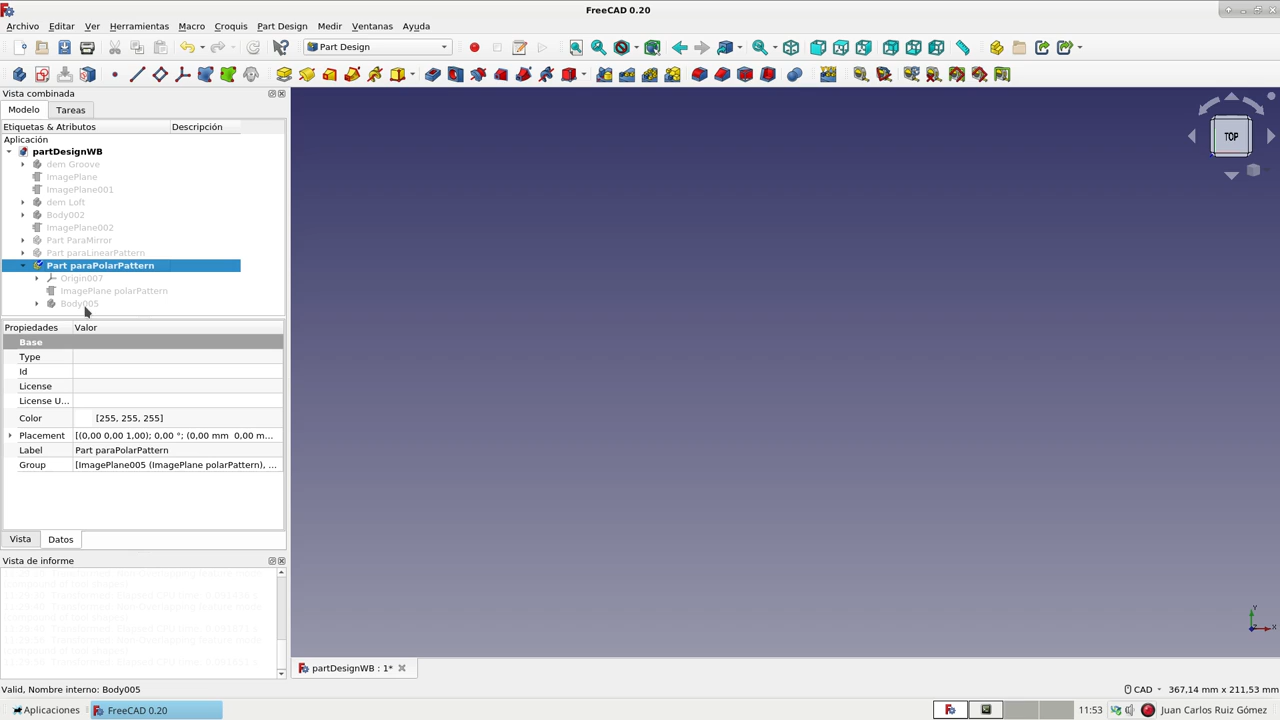 FreeCAD 0.20
Archivo Editar Ver Herramientas Macro Croquis Part Design Medir Ventanas Ayuda
Part Design
Vista combinada
Modelo Tareas
Etiquetas & Atributos Descripción
Aplicación
partDesignWB
dem Groove
ImagePlane
ImagePlane001
dem Loft
Body002
ImagePlane002
Part ParaMirror
Part paraLinearPattern
Part paraPolarPattern
Origin007
ImagePlane polarPattern
Body005
Propiedades Valor
Base
Type
Id
License
License U...
Color [255, 255, 255]
Placement [(0,00 0,00 1,00); 0,00 °; (0,00 mm 0,00 m...
Label Part paraPolarPattern
Group [ImagePlane005 (ImagePlane polarPattern), ...
Vista Datos
Vista de informe
TOP
Y
X
partDesignWB : 1*
Valid, Nombre interno: Body005
CAD 367,14 mm x 211,53 mm
Aplicaciones FreeCAD 0.20 11:53 Juan Carlos Ruiz Gómez